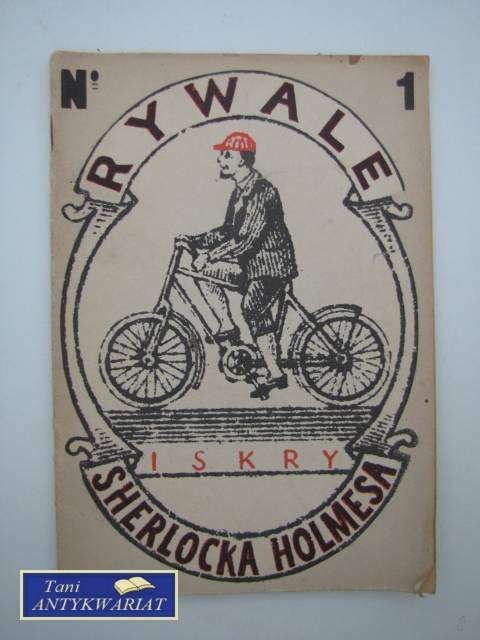 Nº 1
RYWALE
ISKRY
SHERLOCKA HOLMESA
Tani
ANTYKWARIAT